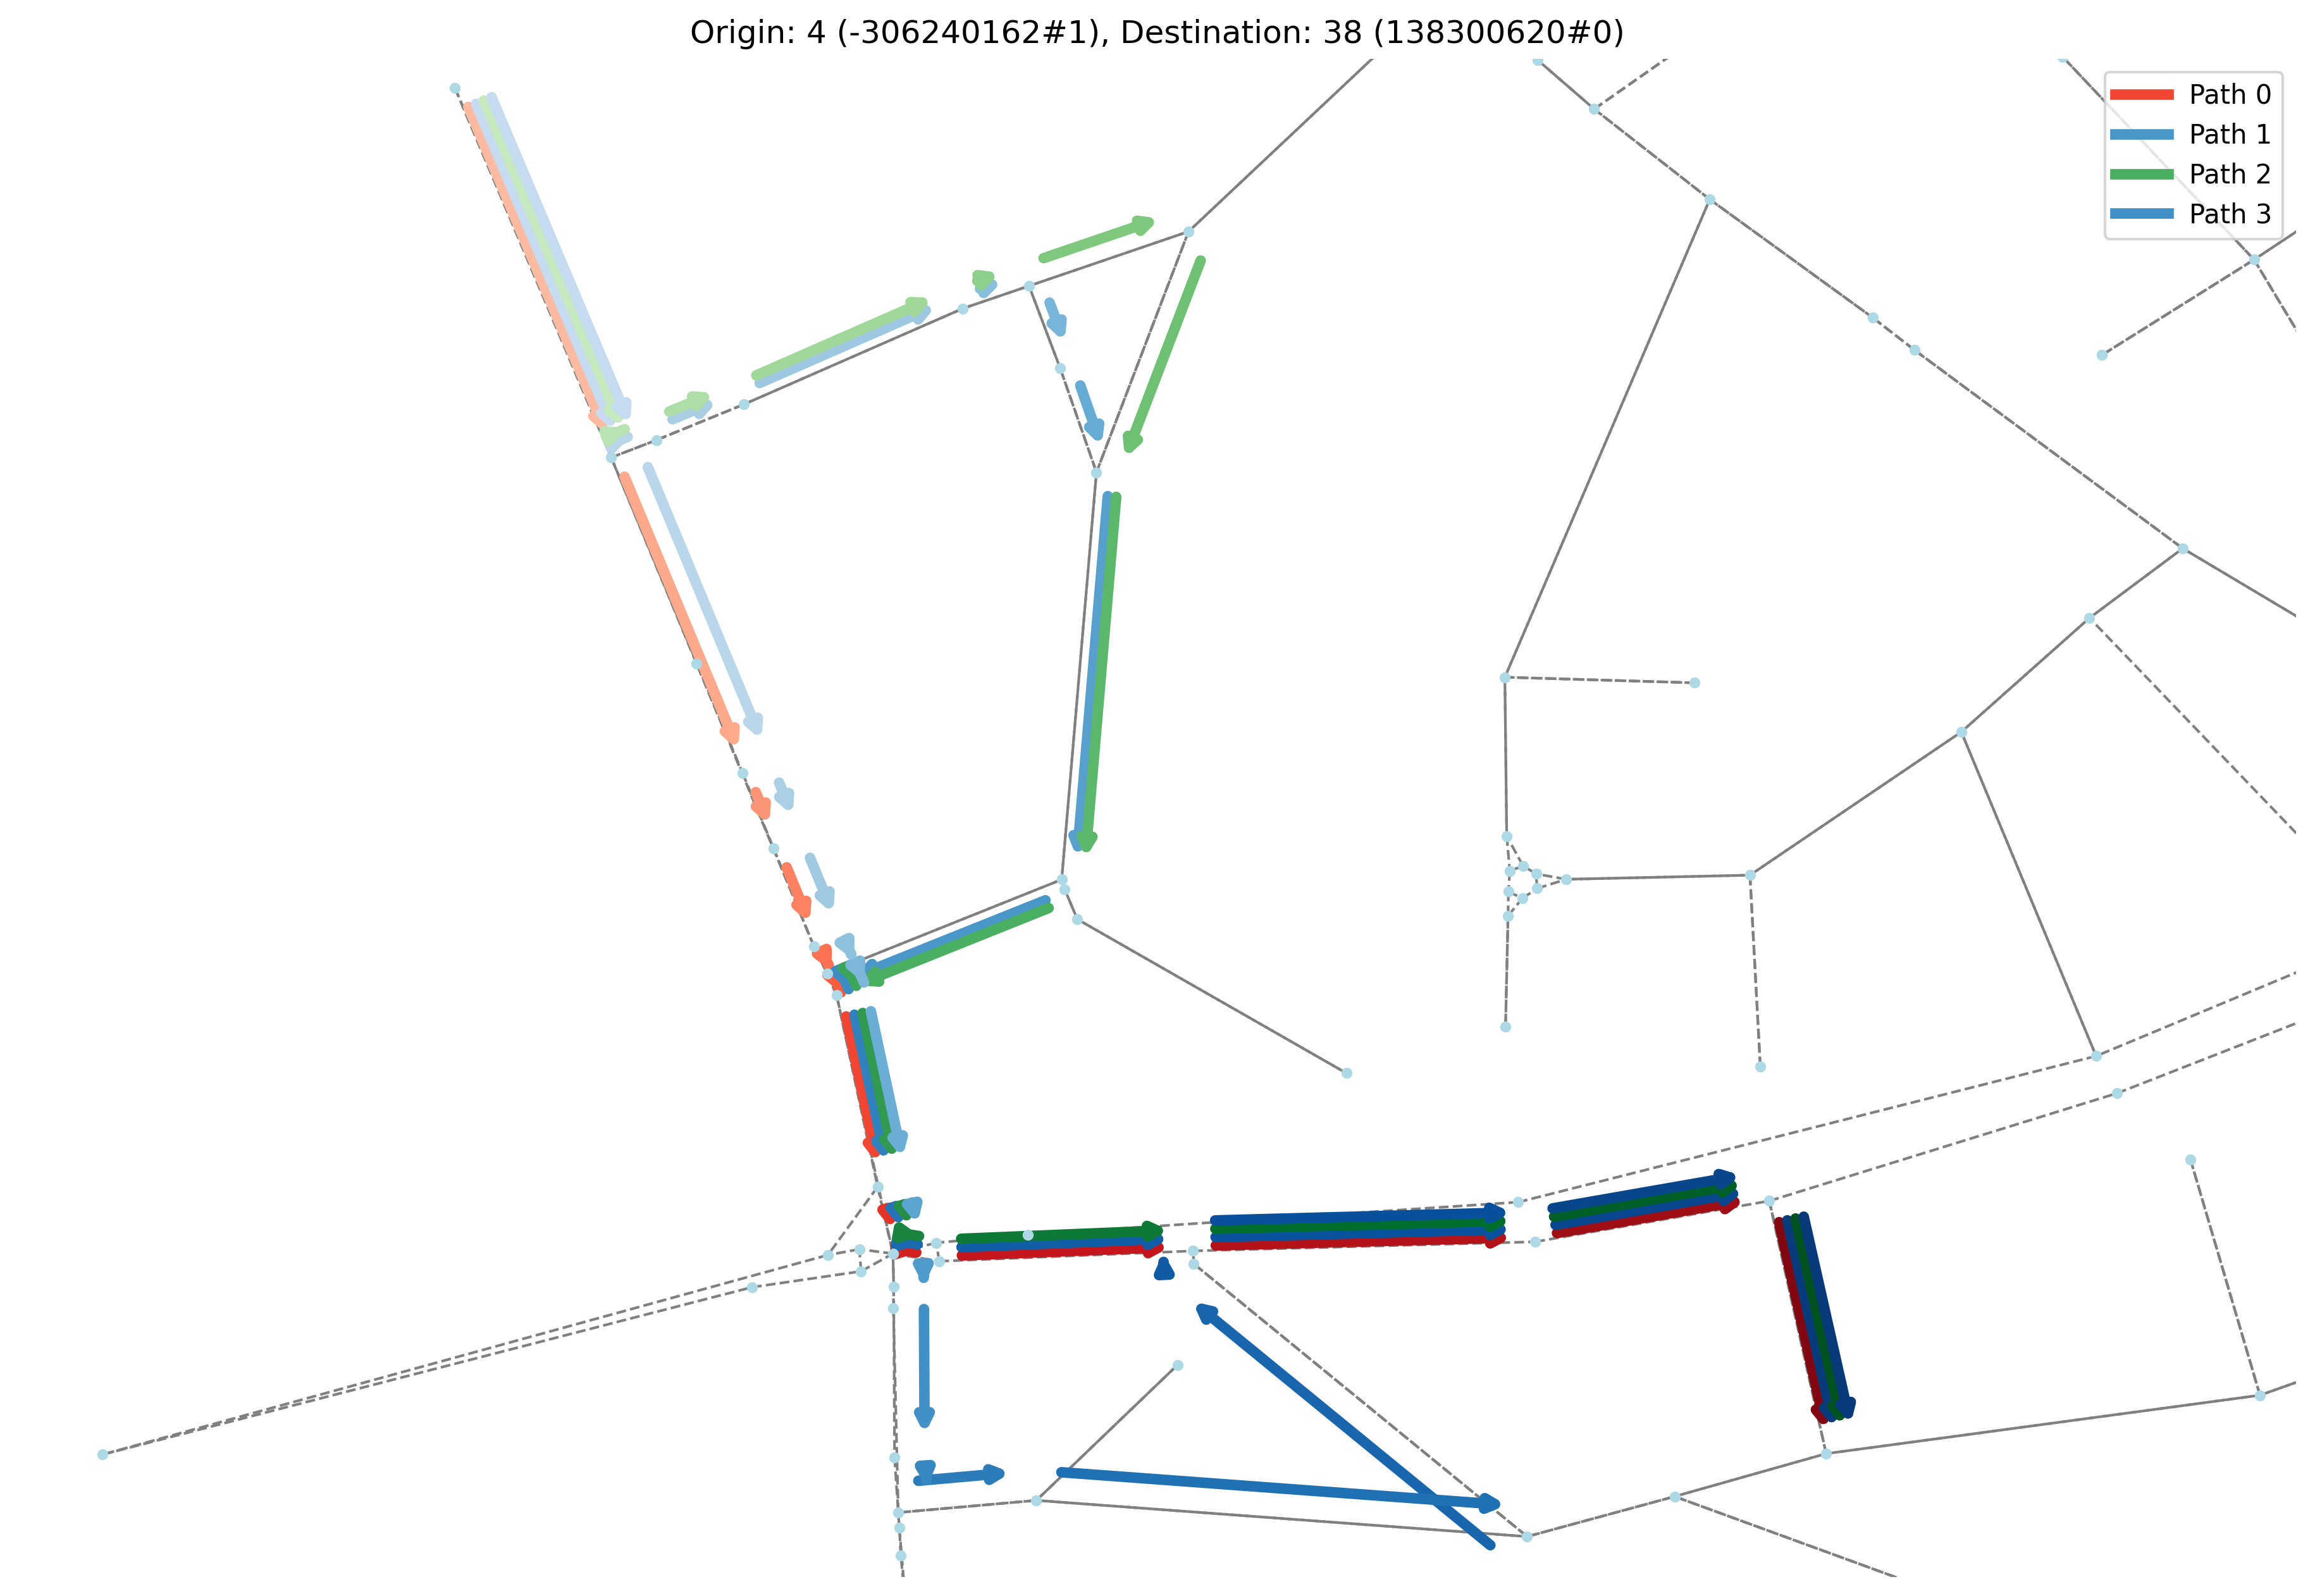 Origin: 4 (-306240162#1), Destination: 38 (138300620#0)
Path 0
Path 1
Path 2
Path 3